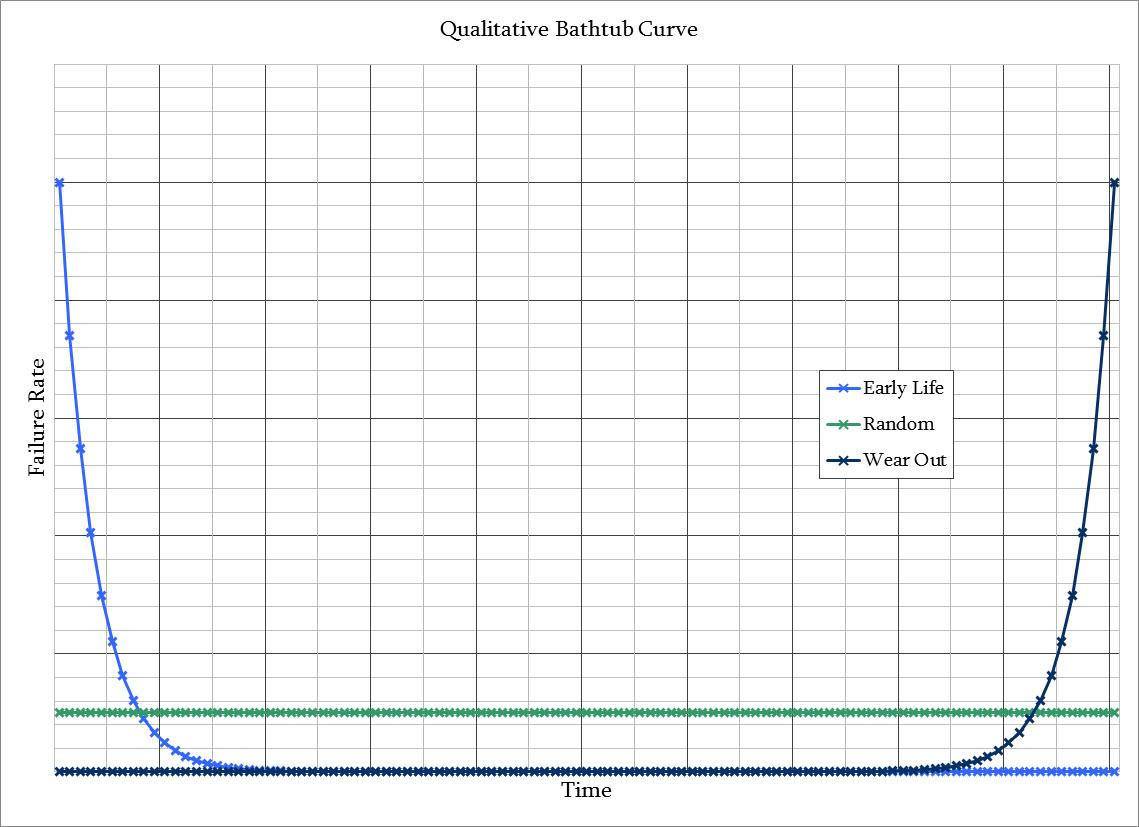 Qualitative Bathtub Curve
Failure Rate
Early Life
Random
Wear Out
Time